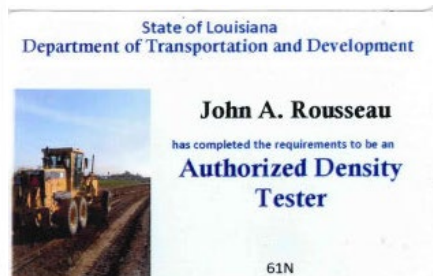 State of Louisiana
Department of Transportation and Development
John A. Rousseau
has completed the requirements to be an
Authorized Density
Tester
61N